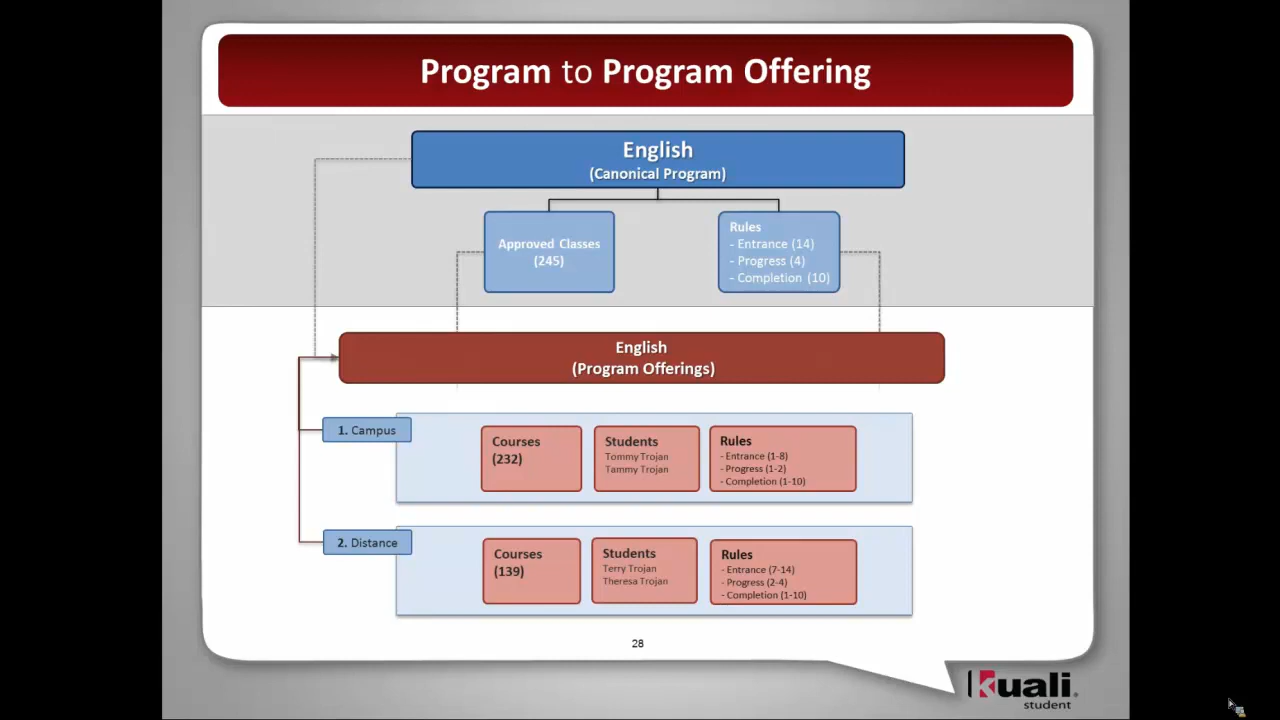 Program to Program Offering
English
(Canonical Program)
Approved Classes
(245)
Rules
- Entrance (14)
- Progress (4)
- Completion (10)
English
(Program Offerings)
1. Campus
Courses
(232)
Students
Tommy Trojan
Tammy Trojan
Rules
- Entrance (1-8)
- Progress (1-2)
- Completion (1-10)
2. Distance
Courses
(139)
Students
Terry Trojan
Theresa Trojan
Rules
- Entrance (7-14)
- Progress (2-4)
- Completion (1-10)
28
Kuali
student